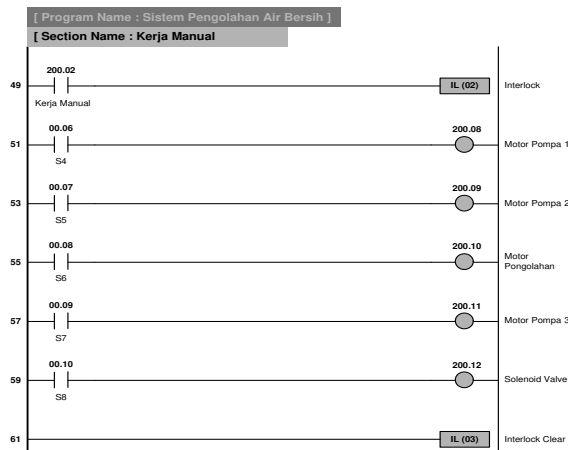 [ Program Name : Sistem Pengolahan Air Bersih ]
[ Section Name : Kerja Manual
200.02
49 IL (02) Interlock
Kerja Manual
00.06 200.08
51 Motor Pompa 1
S4
00.07 200.09
53 Motor Pompa 2
S5
00.08 200.10
55 Motor
Pongolahan
S6
00.09 200.11
57 Motor Pompa 3
S7
00.10 200.12
59 Solenoid Valve
S8
61 IL (03) Interlock Clear